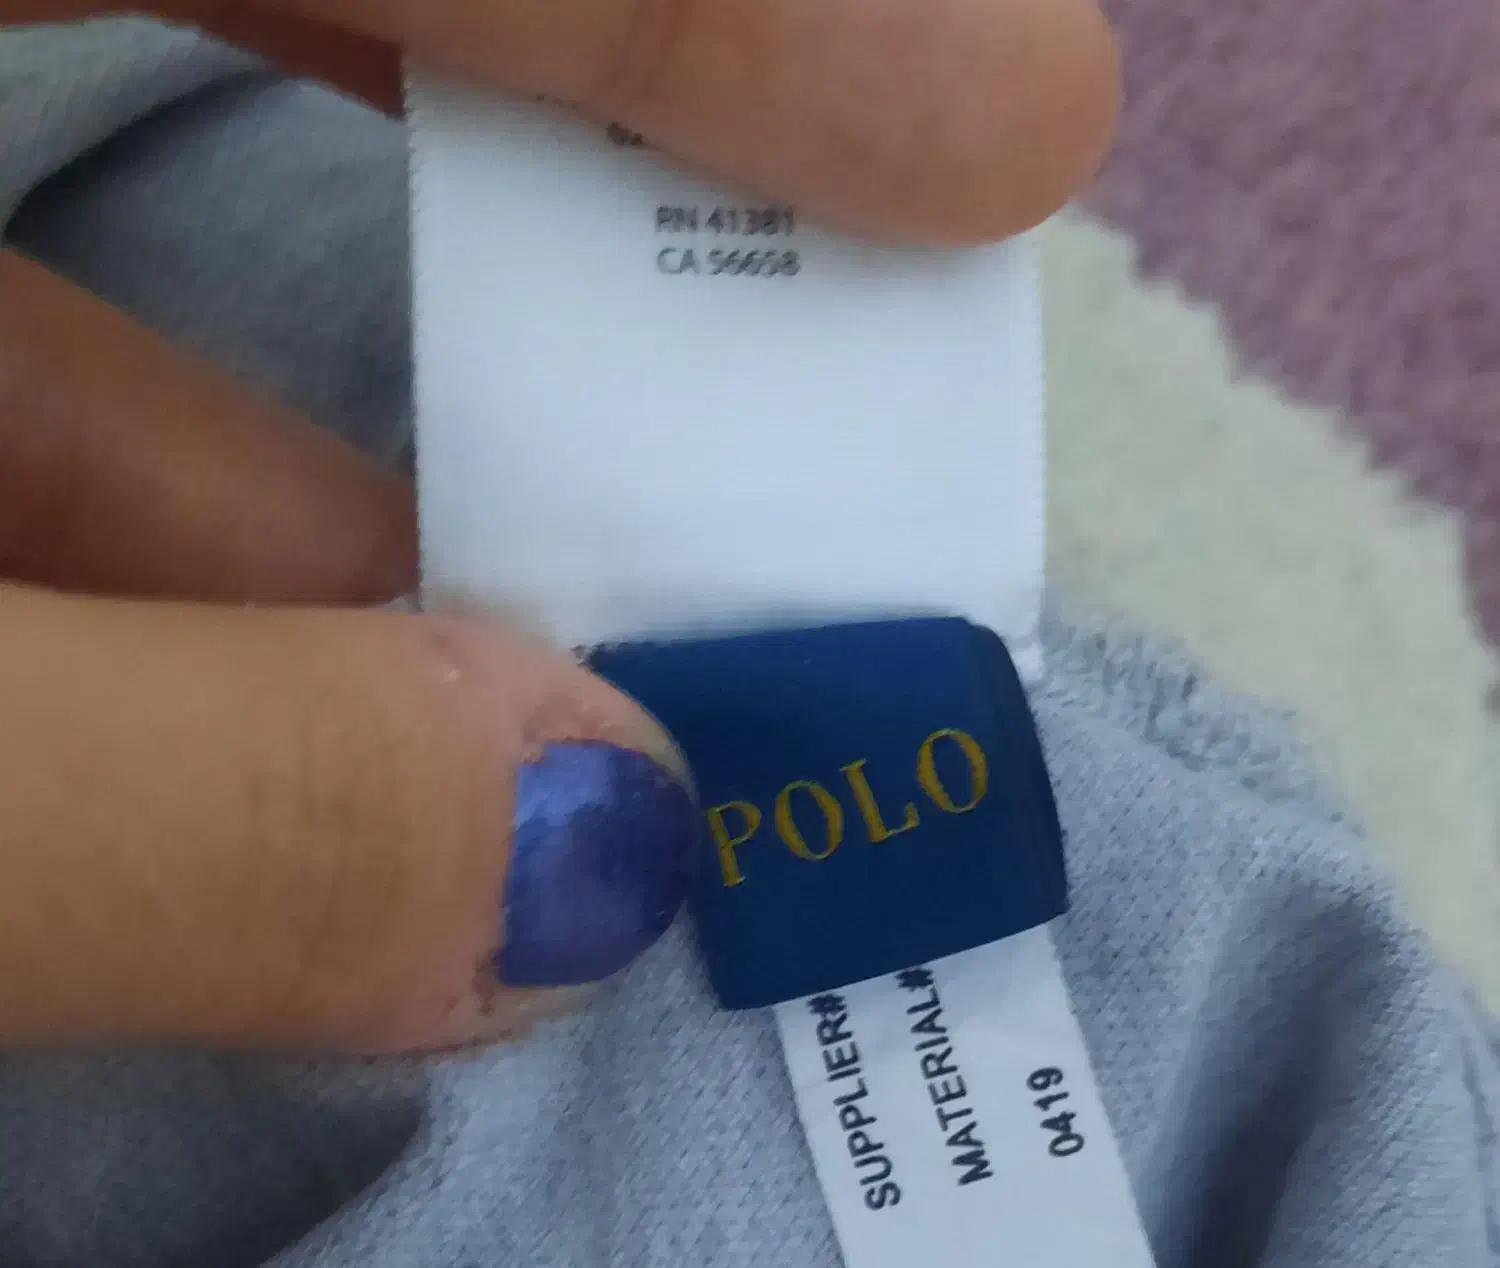 RN 41381
CA 56658
POLO
SUPPLIER#
MATERIAL#
0419